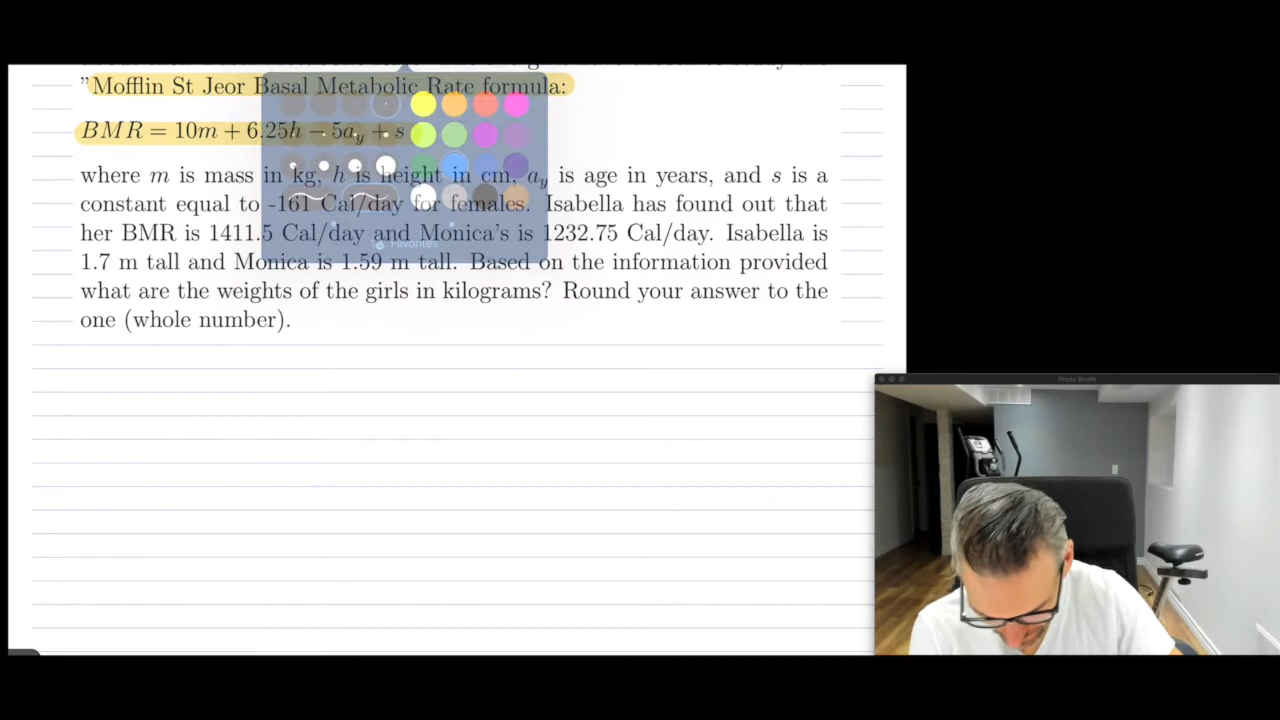 "Mofflin St Jeor Basal Metabolic Rate formula:
BMR = 10m + 6.25h − 5a_y + s
where m is mass in kg, h is height in cm, a_y is age in years, and s is a
constant equal to -161 Cal/day for females. Isabella has found out that
her BMR is 1411.5 Cal/day and Monica's is 1232.75 Cal/day. Isabella is
1.7 m tall and Monica is 1.59 m tall. Based on the information provided
what are the weights of the girls in kilograms? Round your answer to the
one (whole number).
Favorites
Photo Booth